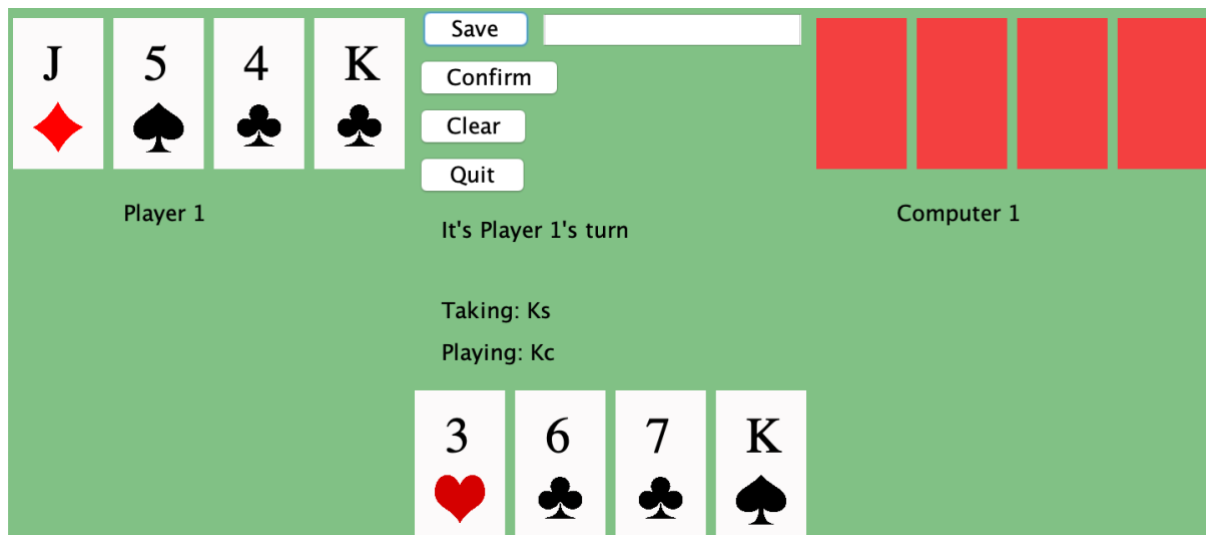 J 5 4 K
Save
Confirm
Clear
Quit
Player 1
Computer 1
It's Player 1's turn
Taking: Ks
Playing: Kc
3 6 7 K